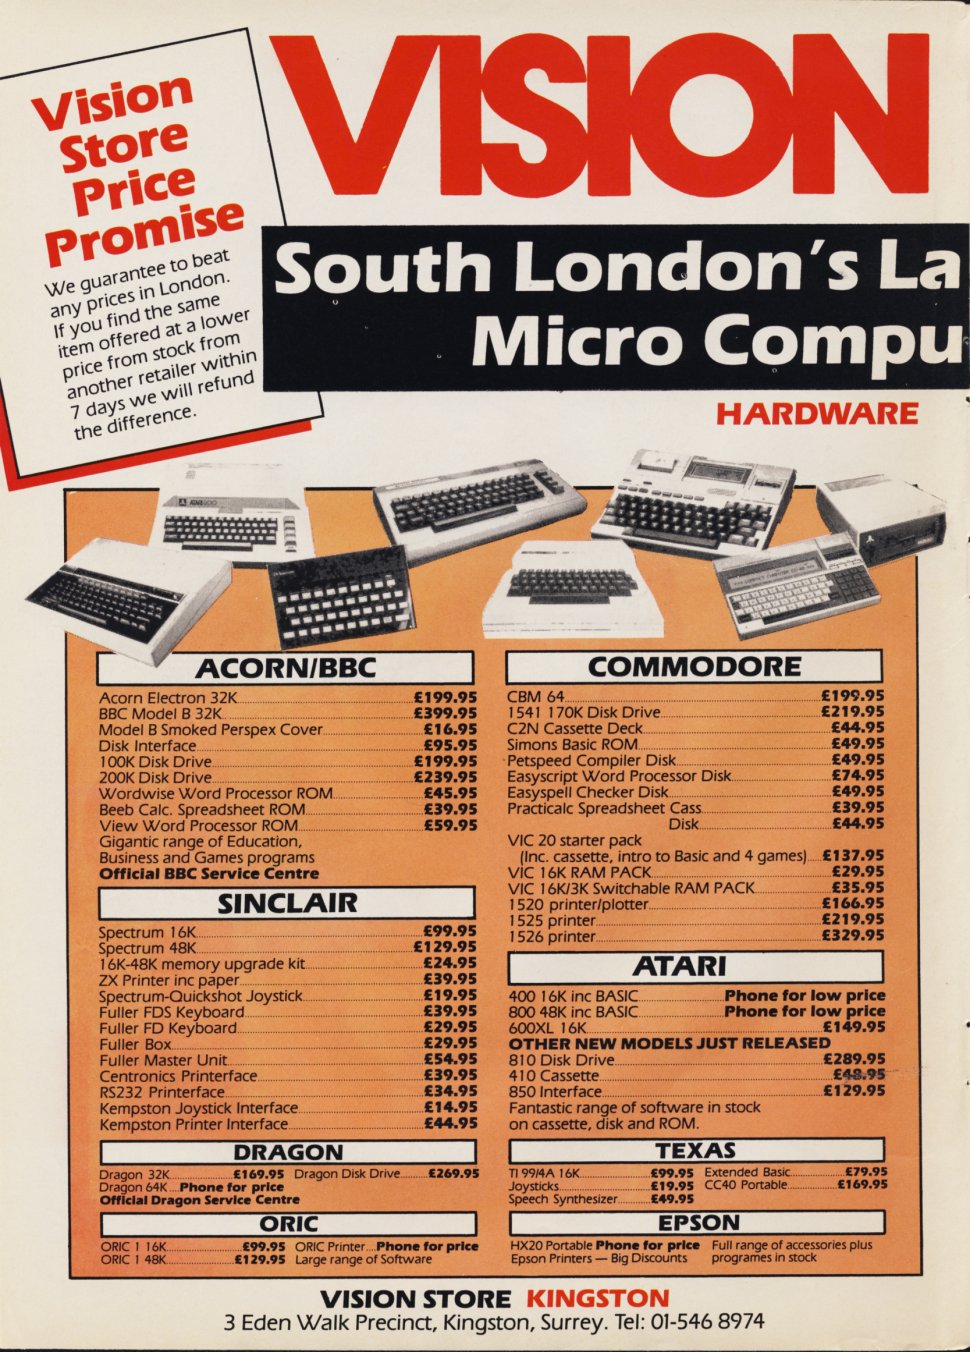 Vision
Store
Price
Promise
We guarantee to beat
any prices in London.
If you find the same
item offered at a lower
price from stock from
another retailer within
7 days we will refund
the difference.
VISION
South London's La
Micro Compu
HARDWARE
ACORN/BBC
Acorn Electron 32K £199.95
BBC Model B 32K £399.95
Model B Smoked Perspex Cover £16.95
Disk Interface £95.95
100K Disk Drive £199.95
200K Disk Drive £239.95
Wordwise Word Processor ROM £45.95
Beeb Calc. Spreadsheet ROM £39.95
View Word Processor ROM £59.95
Gigantic range of Education,
Business and Games programs
Official BBC Service Centre
SINCLAIR
Spectrum 16K £99.95
Spectrum 48K £129.95
16K-48K memory upgrade kit £24.95
ZX Printer inc paper £39.95
Spectrum-Quickshot Joystick £19.95
Fuller FDS Keyboard £39.95
Fuller FD Keyboard £29.95
Fuller Box £29.95
Fuller Master Unit £54.95
Centronics Printerface £39.95
RS232 Printerface £34.95
Kempston Joystick Interface £14.95
Kempston Printer Interface £44.95
DRAGON
Dragon 32K £169.95 Dragon Disk Drive £269.95
Dragon 64K Phone for price
Official Dragon Service Centre
ORIC
ORIC 1 16K £99.95 ORIC Printer Phone for price
ORIC 1 48K £129.95 Large range of Software
COMMODORE
CBM 64 £199.95
1541 170K Disk Drive £219.95
C2N Cassette Deck £44.95
Simons Basic ROM £49.95
Petspeed Compiler Disk £49.95
Easyscript Word Processor Disk £74.95
Easyspell Checker Disk £49.95
Practicalc Spreadsheet Cass £39.95
Disk £44.95
VIC 20 starter pack
(Inc. cassette, intro to Basic and 4 games) £137.95
VIC 16K RAM PACK £29.95
VIC 16K/3K Switchable RAM PACK £35.95
1520 printer/plotter £166.95
1525 printer £219.95
1526 printer £329.95
ATARI
400 16K inc BASIC Phone for low price
800 48K inc BASIC Phone for low price
600XL 16K £149.95
OTHER NEW MODELS JUST RELEASED
810 Disk Drive £289.95
410 Cassette £48.95
850 Interface £129.95
Fantastic range of software in stock
on cassette, disk and ROM.
TEXAS
TI 99/4A 16K £99.95 Extended Basic £79.95
Joysticks £19.95 CC40 Portable £169.95
Speech Synthesizer £49.95
EPSON
HX20 Portable Phone for price Full range of accessories plus
Epson Printers — Big Discounts programes in stock
VISION STORE KINGSTON
3 Eden Walk Precinct, Kingston, Surrey. Tel: 01-546 8974